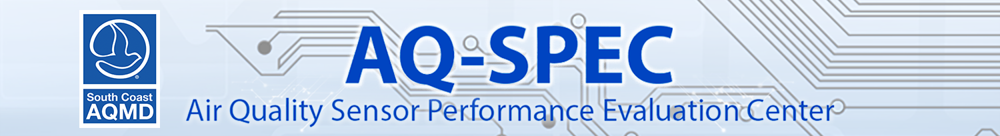 South Coast
AQMD
AQ-SPEC
Air Quality Sensor Performance Evaluation Center